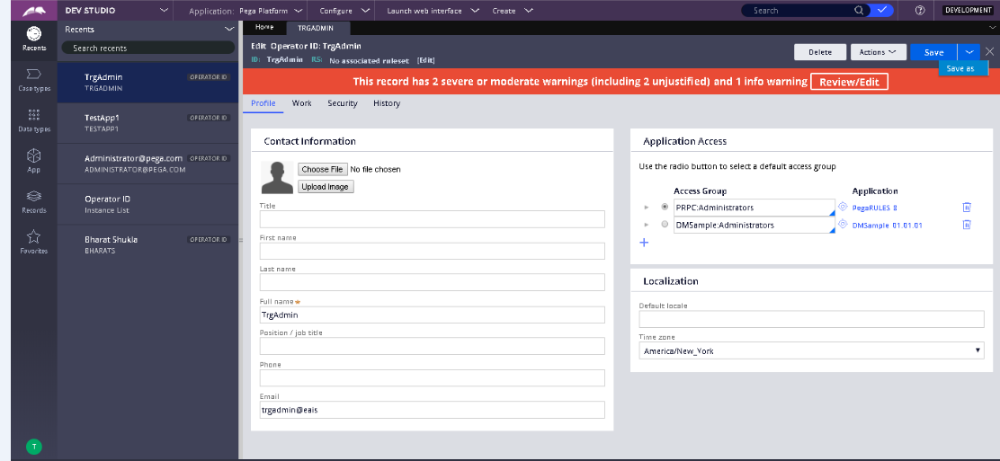 DEV STUDIO
Application: Pega Platform
Configure
Launch web interface
Create
Search
DEVELOPMENT
Recents
Case types
Data types
App
Records
Favorites
T
Recents
Search recents
TrgAdmin OPERATOR ID
TRGADMIN
TestApp1 OPERATOR ID
TESTAPP1
Administrator@pega.com OPERATOR ID
ADMINISTRATOR@PEGA.COM
Operator ID
Instance List
Bharat Shukla OPERATOR ID
BHARATS
Home
TRGADMIN
Edit Operator ID: TrgAdmin
ID: TrgAdmin RS: No associated ruleset [Edit]
Delete
Actions
Save
Save as
This record has 2 severe or moderate warnings (including 2 unjustified) and 1 info warning Review/Edit
Profile Work Security History
Contact Information
Choose File No file chosen
Upload Image
Title
First name
Last name
Full name
TrgAdmin
Position / job title
Phone
Email
trgadmin@eais
Application Access
Use the radio button to select a default access group
Access Group Application
PRPC:Administrators PegaRULES 8
DMSample:Administrators DMSample 01.01.01
Localization
Default locale
Time zone
America/New_York